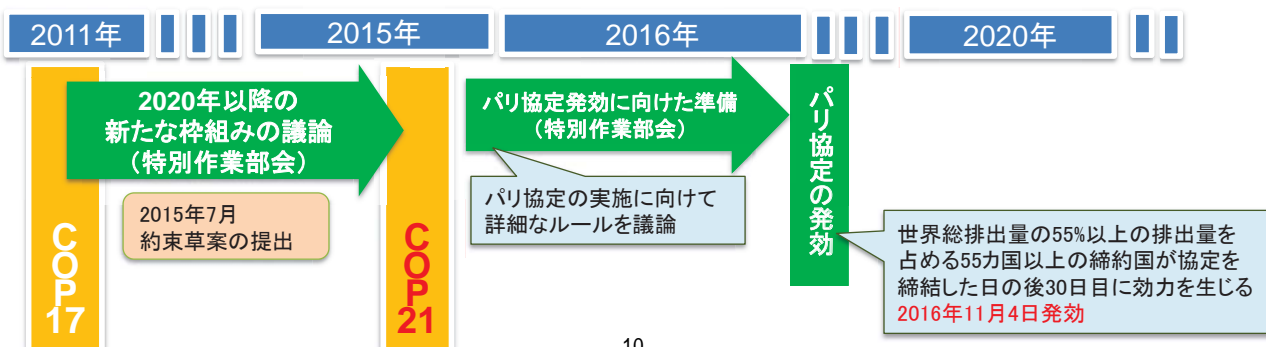 2011年
2015年
2016年
2020年
COP17
2020年以降の
新たな枠組みの議論
（特別作業部会）
2015年7月
約束草案の提出
COP21
パリ協定発効に向けた準備
（特別作業部会）
パリ協定の実施に向けて
詳細なルールを議論
パリ協定の発効
世界総排出量の55%以上の排出量を
占める55カ国以上の締約国が協定を
締結した日の後30日目に効力を生じる
2016年11月4日発効
10